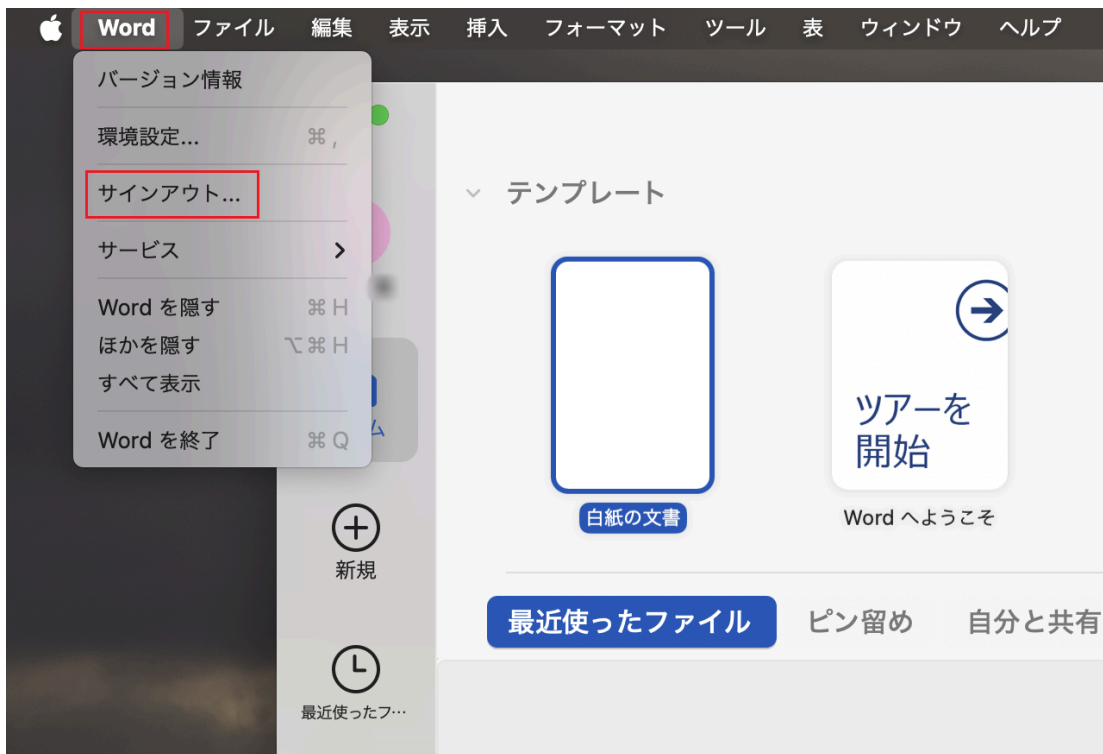 Word ファイル 編集 表示 挿入 フォーマット ツール 表 ウィンドウ ヘルプ
バージョン情報
環境設定... ⌘ ,
サインアウト...
サービス
Word を隠す ⌘ H
ほかを隠す ⌥ ⌘ H
すべて表示
Word を終了 ⌘ Q
ム
新規
最近使ったフ…
テンプレート
ツアーを
開始
白紙の文書
Word へようこそ
最近使ったファイル ピン留め 自分と共有